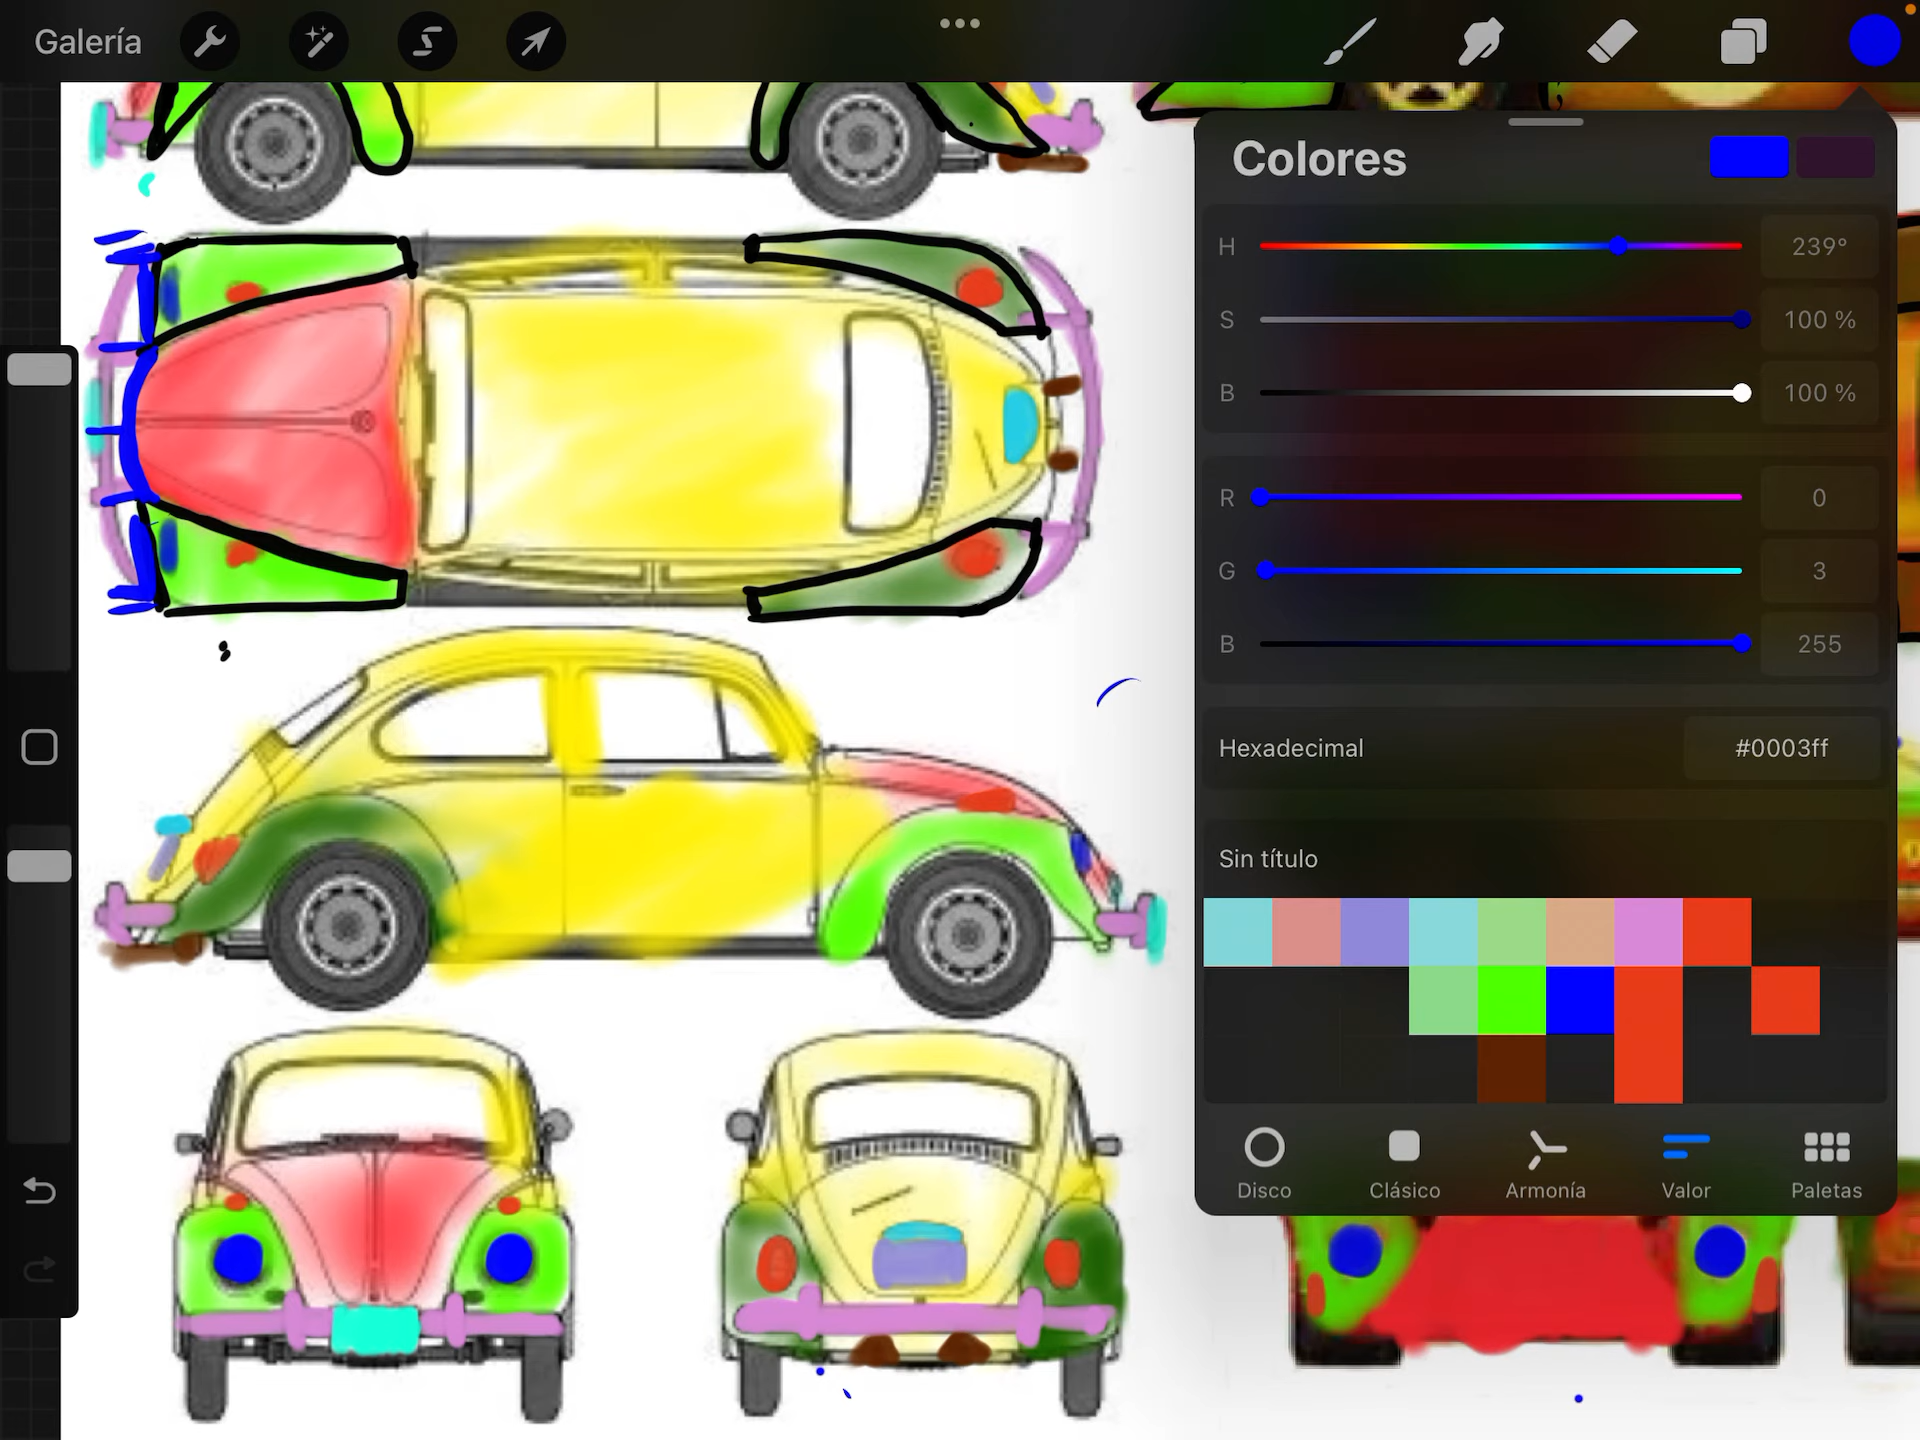 Galería
Colores
H 239°
S 100 %
B 100 %
R 0
G 3
B 255
Hexadecimal #0003ff
Sin título
Disco Clásico Armonía Valor Paletas